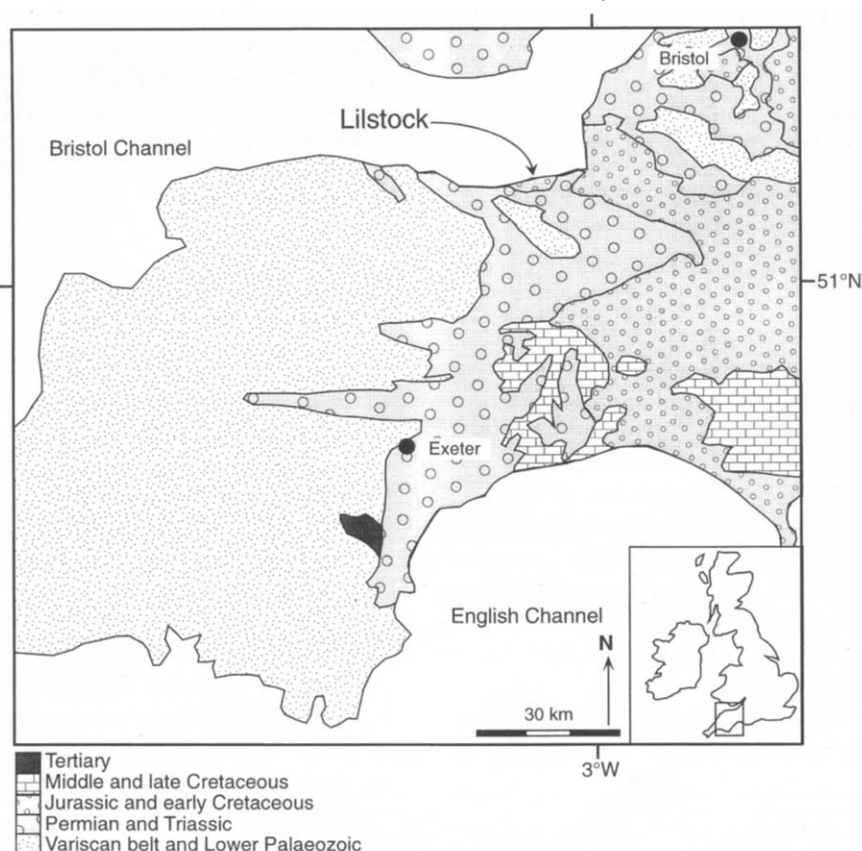 Bristol
Lilstock
Bristol Channel
51°N
Exeter
English Channel
N
30 km
3°W
Tertiary
Middle and late Cretaceous
Jurassic and early Cretaceous
Permian and Triassic
Variscan belt and Lower Palaeozoic